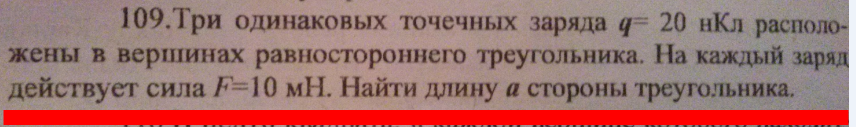 109.Три одинаковых точечных заряда q= 20 нКл располо-
жены в вершинах равностороннего треугольника. На каждый заряд
действует сила F=10 мН. Найти длину a стороны треугольника.